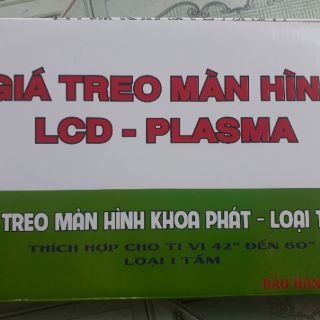 GIÁ TREO MÀN HÌN
LCD - PLASMA
TREO MÀN HÌNH KHOA PHÁT - LOẠI T
THÍCH HỢP CHO TI VI 42" ĐẾN 60"
LOẠI 1 TẤM
BẢO HÀN